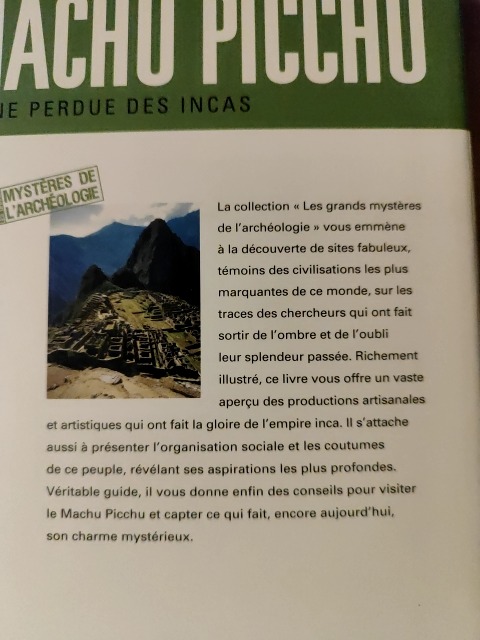 MACHU PICCHU
NE PERDUE DES INCAS
MYSTÈRES DE
L'ARCHÉOLOGIE
La collection « Les grands mystères
de l'archéologie » vous emmène
à la découverte de sites fabuleux,
témoins des civilisations les plus
marquantes de ce monde, sur les
traces des chercheurs qui ont fait
sortir de l'ombre et de l'oubli
leur splendeur passée. Richement
illustré, ce livre vous offre un vaste
aperçu des productions artisanales
et artistiques qui ont fait la gloire de l'empire inca. Il s'attache
aussi à présenter l'organisation sociale et les coutumes
de ce peuple, révélant ses aspirations les plus profondes.
Véritable guide, il vous donne enfin des conseils pour visiter
le Machu Picchu et capter ce qui fait, encore aujourd'hui,
son charme mystérieux.